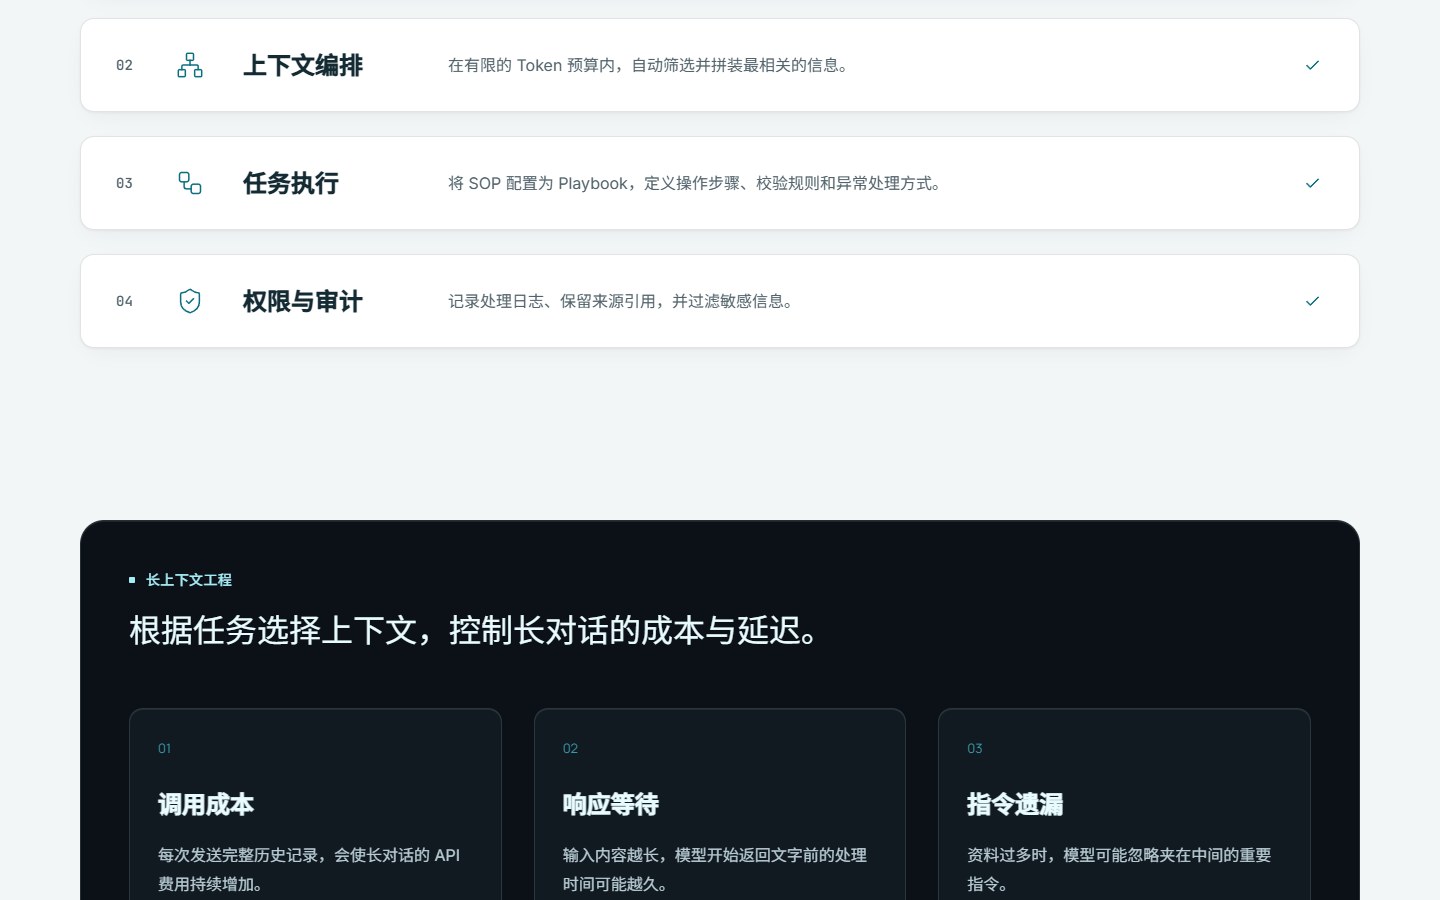 02
上下文编排
在有限的 Token 预算内，自动筛选并拼装最相关的信息。
03
任务执行
将 SOP 配置为 Playbook，定义操作步骤、校验规则和异常处理方式。
04
权限与审计
记录处理日志、保留来源引用，并过滤敏感信息。
长上下文工程
根据任务选择上下文，控制长对话的成本与延迟。
01
调用成本
每次发送完整历史记录，会使长对话的 API
费用持续增加。
02
响应等待
输入内容越长，模型开始返回文字前的处理
时间可能越久。
03
指令遗漏
资料过多时，模型可能忽略夹在中间的重要
指令。